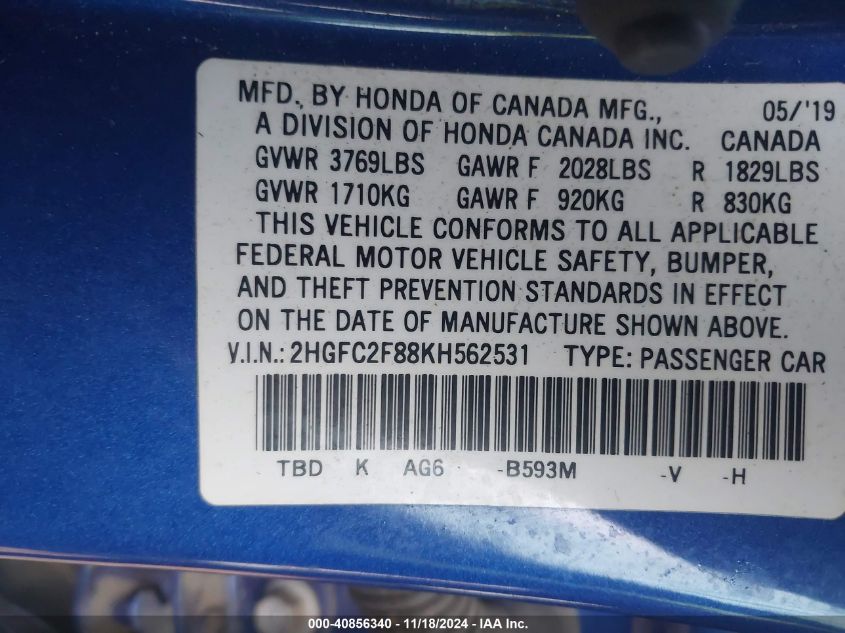 MFD. BY HONDA OF CANADA MFG., 05/'19
A DIVISION OF HONDA CANADA INC. CANADA
GVWR 3769LBS GAWR F 2028LBS R 1829LBS
GVWR 1710KG GAWR F 920KG R 830KG
THIS VEHICLE CONFORMS TO ALL APPLICABLE
FEDERAL MOTOR VEHICLE SAFETY, BUMPER,
AND THEFT PREVENTION STANDARDS IN EFFECT
ON THE DATE OF MANUFACTURE SHOWN ABOVE.
V.I.N.: 2HGFC2F88KH562531 TYPE: PASSENGER CAR
TBD K AG6 -B593M -V -H
000-40856340 - 11/18/2024 - IAA Inc.